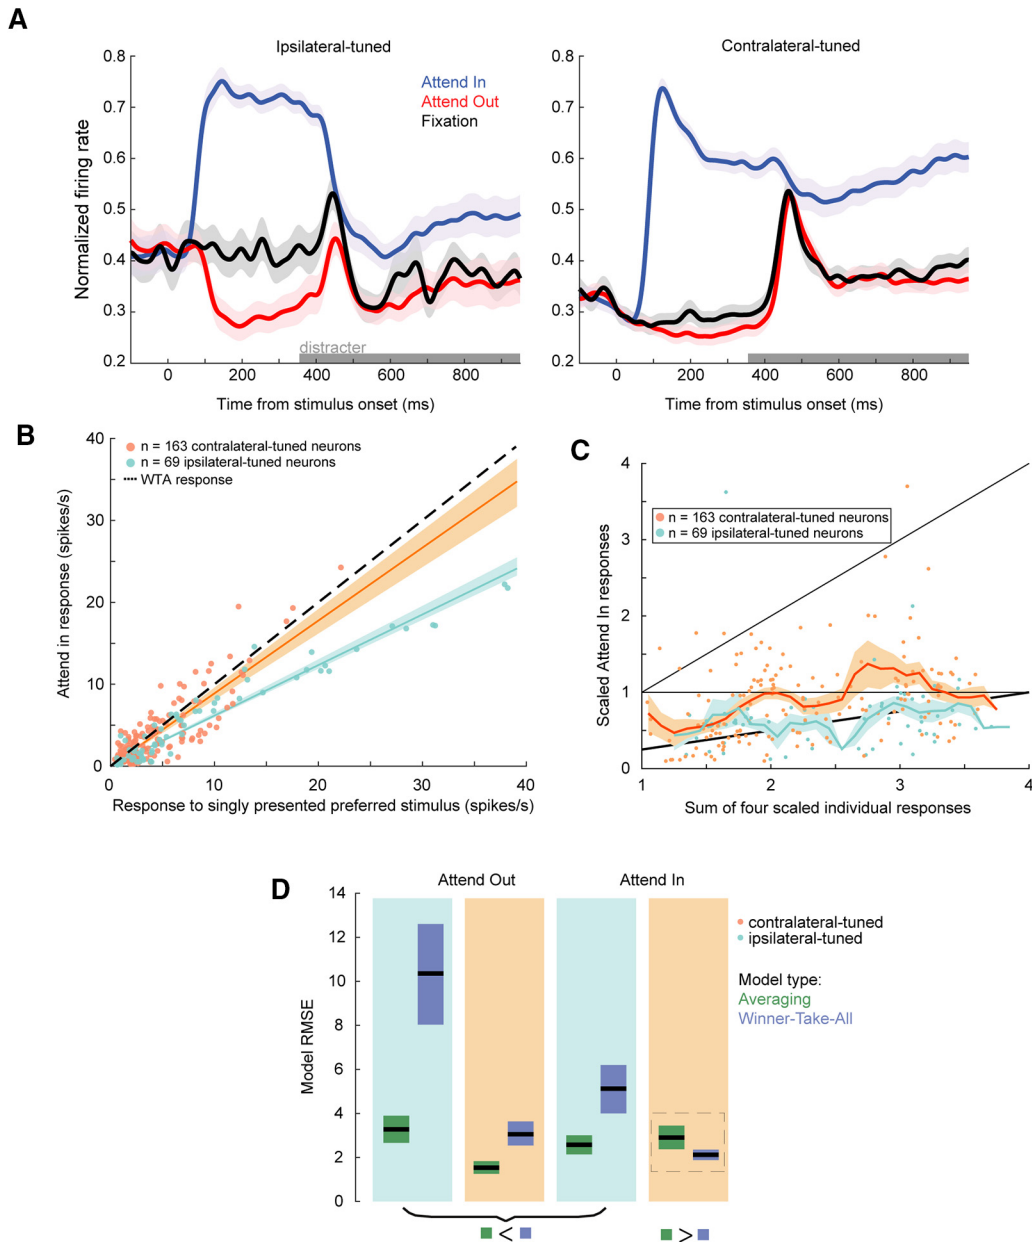 A
Ipsilateral-tuned
Contralateral-tuned
0.8
0.7
0.6
0.5
0.4
0.3
0.2
Normalized firing rate
Attend In
Attend Out
Fixation
distracter
0 200 400 600 800
Time from stimulus onset (ms)
0.8
0.7
0.6
0.5
0.4
0.3
0.2
0 200 400 600 800
Time from stimulus onset (ms)
B
40
30
20
10
0
Attend in response (spikes/s)
n = 163 contralateral-tuned neurons
n = 69 ipsilateral-tuned neurons
WTA response
0 10 20 30 40
Response to singly presented preferred stimulus (spikes/s)
C
4
3
2
1
0
Scaled Attend In responses
n = 163 contralateral-tuned neurons
n = 69 ipsilateral-tuned neurons
1 2 3 4
Sum of four scaled individual responses
D
Attend Out
Attend In
14
12
10
8
6
4
2
0
Model RMSE
contralateral-tuned
ipsilateral-tuned
Model type:
Averaging
Winner-Take-All
<
>